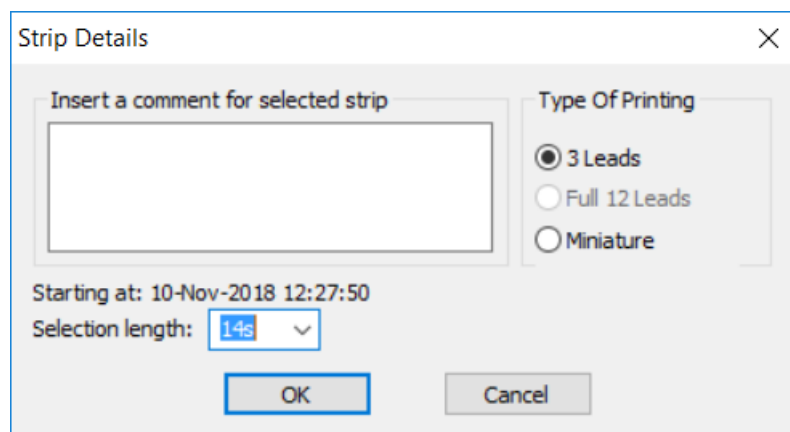 Strip Details
Insert a comment for selected strip
Type Of Printing
3 Leads
Full 12 Leads
Miniature
Starting at: 10-Nov-2018 12:27:50
Selection length: 14s
OK
Cancel